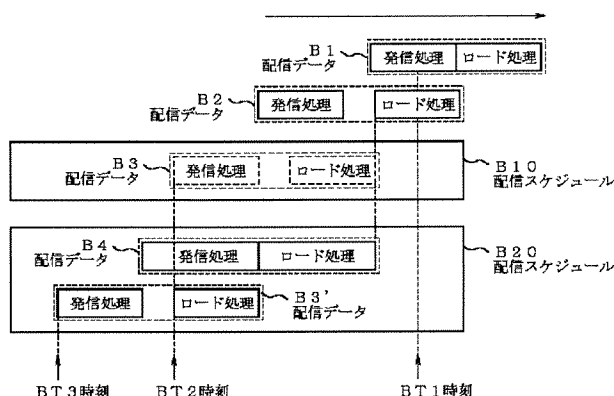 B1
配信データ
発信処理 ロード処理
B2
配信データ
発信処理 ロード処理
B3
配信データ
発信処理 ロード処理
B10
配信スケジュール
B4
配信データ
発信処理 ロード処理
B20
配信スケジュール
発信処理 ロード処理
B3'
配信データ
BT3時刻 BT2時刻 BT1時刻